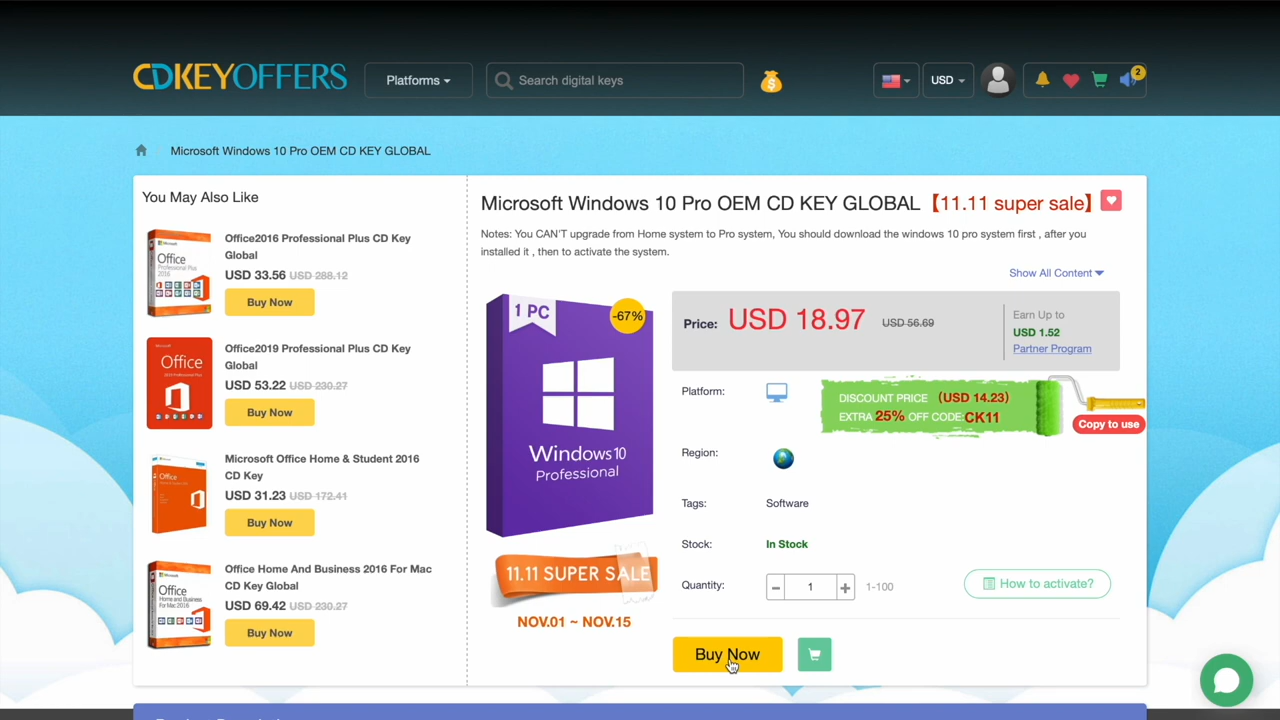 CDKEYOFFERS
Platforms
Search digital keys
USD
2
Microsoft Windows 10 Pro OEM CD KEY GLOBAL
You May Also Like
Office2016 Professional Plus CD Key
Global
USD 33.56 USD 288.12
Buy Now
Office
Office2019 Professional Plus CD Key
Global
USD 53.22 USD 230.27
Buy Now
Office
Microsoft Office Home & Student 2016
CD Key
USD 31.23 USD 172.41
Buy Now
Office
Office Home And Business 2016 For Mac
CD Key Global
USD 69.42 USD 230.27
Buy Now
Office
Microsoft Windows 10 Pro OEM CD KEY GLOBAL 【11.11 super sale】
Notes: You CAN'T upgrade from Home system to Pro system, You should download the windows 10 pro system first , after you
installed it , then to activate the system.
Show All Content
1 PC
-67%
Windows 10
Professional
11.11 SUPER SALE
NOV.01 ~ NOV.15
Price: USD 18.97 USD 56.69
Earn Up to
USD 1.52
Partner Program
Platform:
DISCOUNT PRICE (USD 14.23)
EXTRA 25% OFF CODE:CK11
Copy to use
Region:
Tags: Software
Stock: In Stock
Quantity: - 1 + 1-100
How to activate?
Buy Now